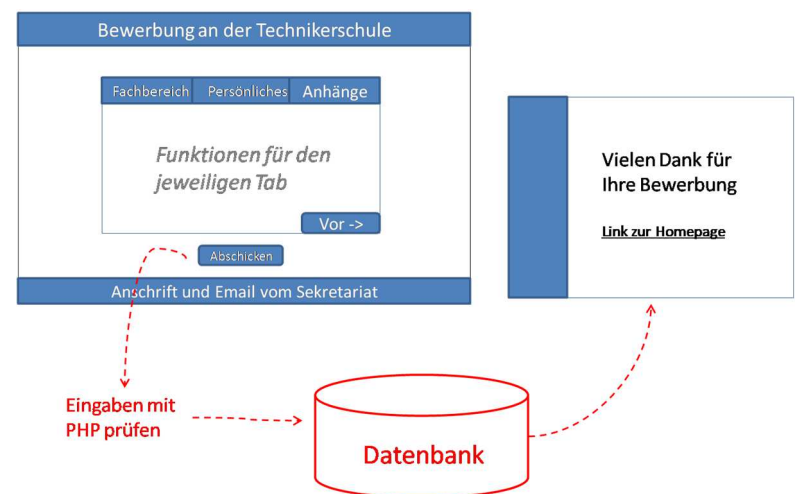 Bewerbung an der Technikerschule
Fachbereich Persönliches Anhänge
Funktionen für den
jeweiligen Tab
Vor ->
Abschicken
Anschrift und Email vom Sekretariat
Vielen Dank für
Ihre Bewerbung
Link zur Homepage
Eingaben mit
PHP prüfen
Datenbank